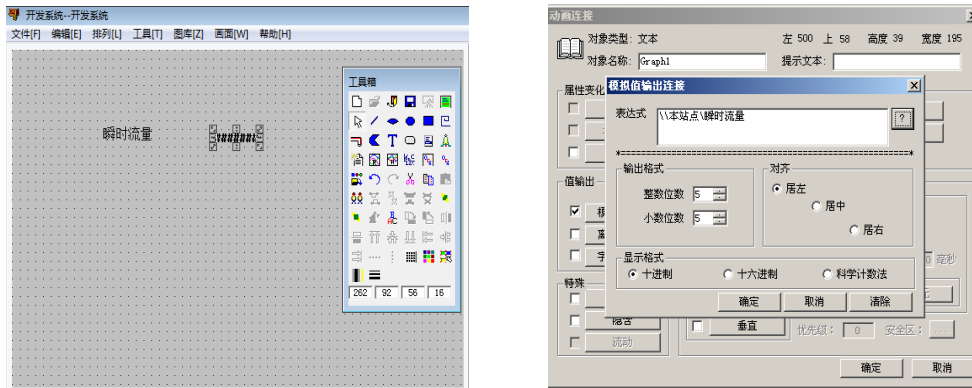 开发系统--开发系统
文件[F] 编辑[E] 排列[L] 工具[T] 图库[Z] 画面[W] 帮助[H]
工具箱
瞬时流量
########
262 92 56 16
动画连接
对象类型: 文本 左 500 上 58 高度 39 宽度 195
对象名称: Graph1 提示文本:
属性变化
模拟值输出连接
表达式 \\本站点\瞬时流量 ?
输出格式
整数位数 5
小数位数 5
对齐
居左
居中
居右
显示格式
十进制 十六进制 科学计数法
确定 取消 清除
值输出
毫秒
特殊
隐含 垂直 优先级: 0 安全区: ...
流动
确定 取消